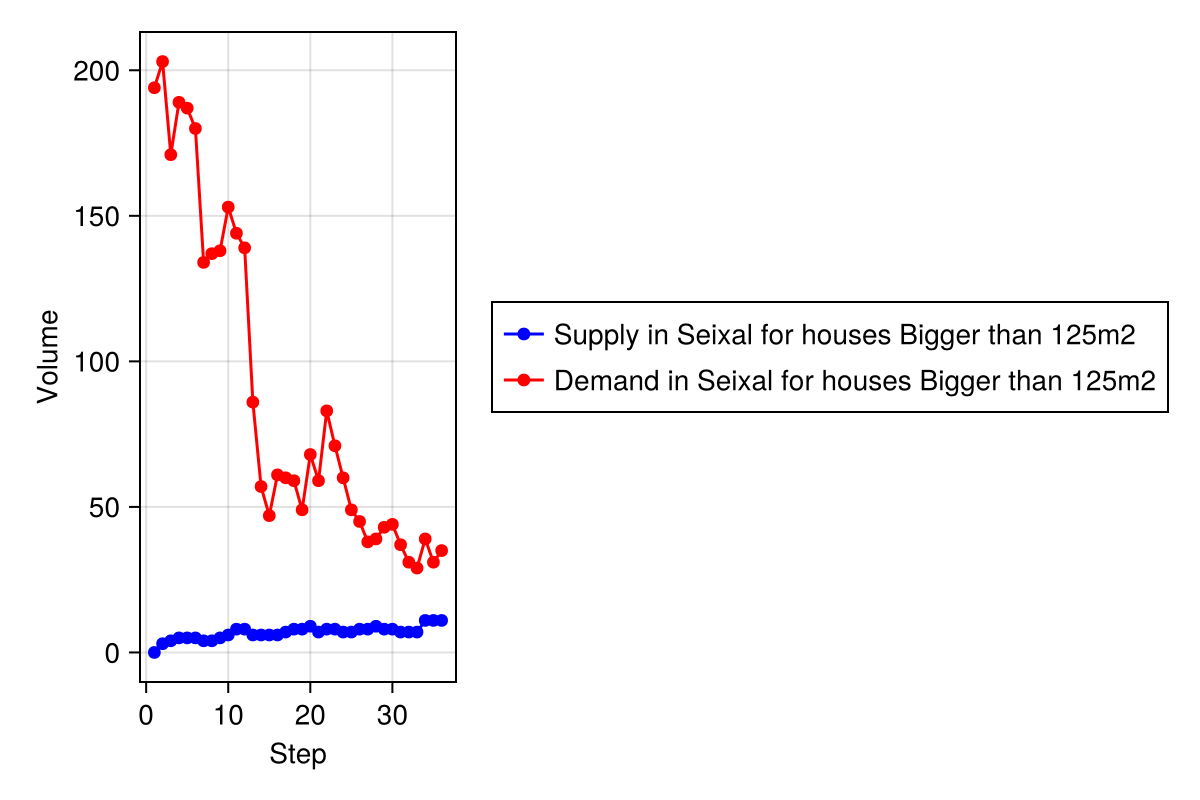 200
150
100
50
0
Volume
0 10 20 30
Step
Supply in Seixal for houses Bigger than 125m2
Demand in Seixal for houses Bigger than 125m2